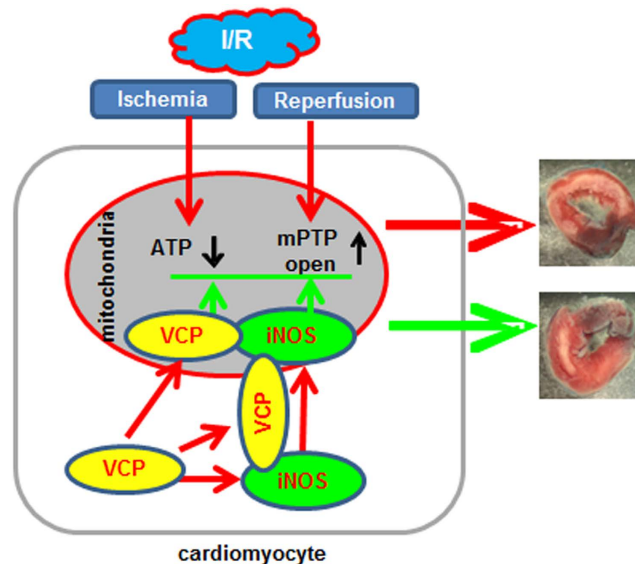 I/R
Ischemia
Reperfusion
mitochondria
ATP
mPTP
open
VCP
iNOS
VCP
VCP
iNOS
cardiomyocyte